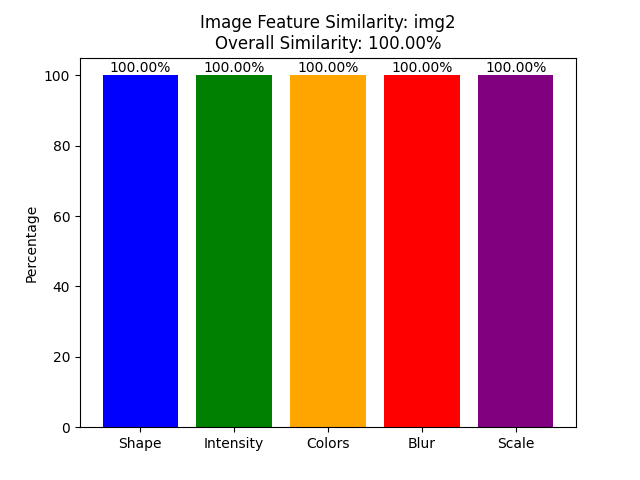 Image Feature Similarity: img2
Overall Similarity: 100.00%
100.00% 100.00% 100.00% 100.00% 100.00%
100
80
60
40
20
0
Percentage
Shape Intensity Colors Blur Scale